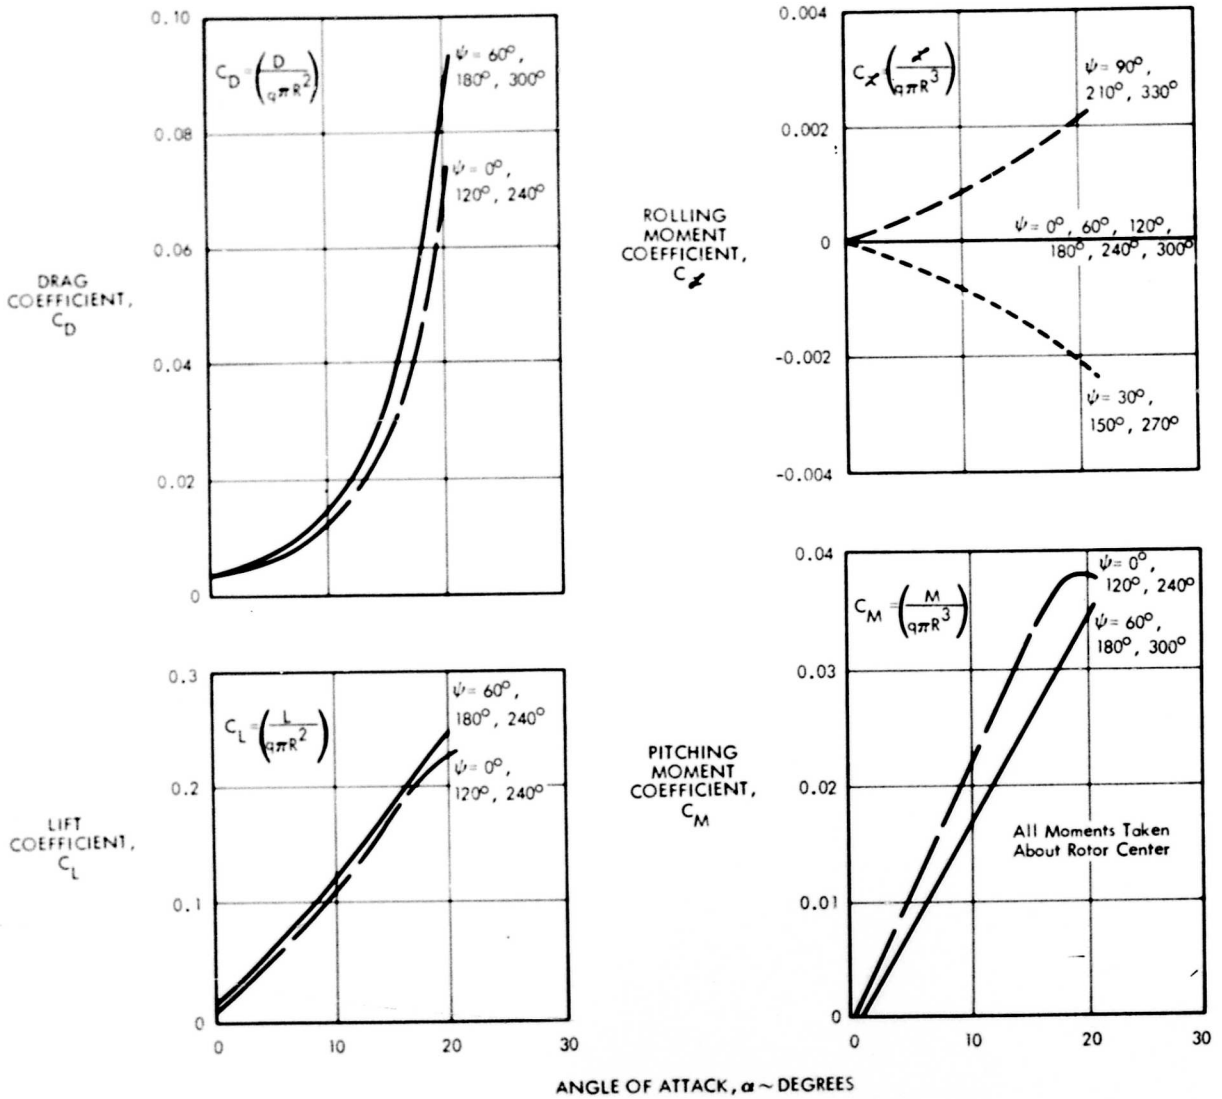 0.10
0.08
0.06
0.04
0.02
0
C_D = (D / qπR²)
ψ = 60°,
180°, 300°
ψ = 0°,
120°, 240°
DRAG
COEFFICIENT,
C_D
0.004
0.002
0
-0.002
-0.004
ψ = 90°,
210°, 330°
ψ = 0°, 60°, 120°,
180°, 240°, 300°
ψ = 30°,
150°, 270°
ROLLING
MOMENT
COEFFICIENT,
0.3
0.2
0.1
0
C_L = (L / qπR²)
ψ = 60°,
180°, 240°
ψ = 0°,
120°, 240°
LIFT
COEFFICIENT,
C_L
0 10 20 30
0.04
0.03
0.02
0.01
0
C_M = (M / qπR³)
ψ = 0°,
120°, 240°
ψ = 60°,
180°, 300°
PITCHING
MOMENT
COEFFICIENT,
C_M
All Moments Taken
About Rotor Center
0 10 20 30
ANGLE OF ATTACK, α ~ DEGREES